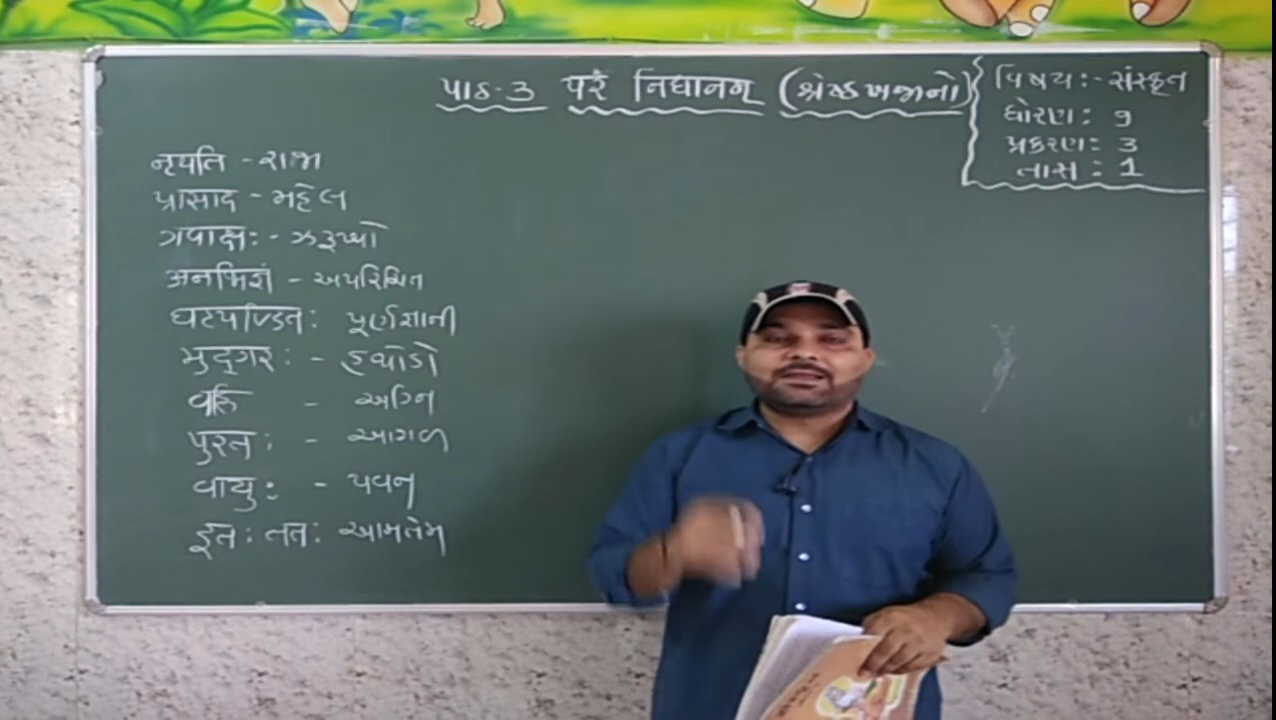 પાઠ-3 परं निधानम् (શ્રેષ્ઠ ખજાનો)
વિષય:- સંસ્કૃત
ધોરણ: 9
પ્રકરણ: 3
તાસ : 1
नृपति - રાજા
प्रासाद - મહેલ
गवाक्ष: - ઝરૂખો
अनभिज्ञं - અપરિચિત
घटपण्डित: પૂર્ણજ્ઞાની
मुद्गर: - હથોડો
वह्नि - અગ્નિ
पुरत: - આગળ
वायु: - પવન
इत: तत: આમતેમ